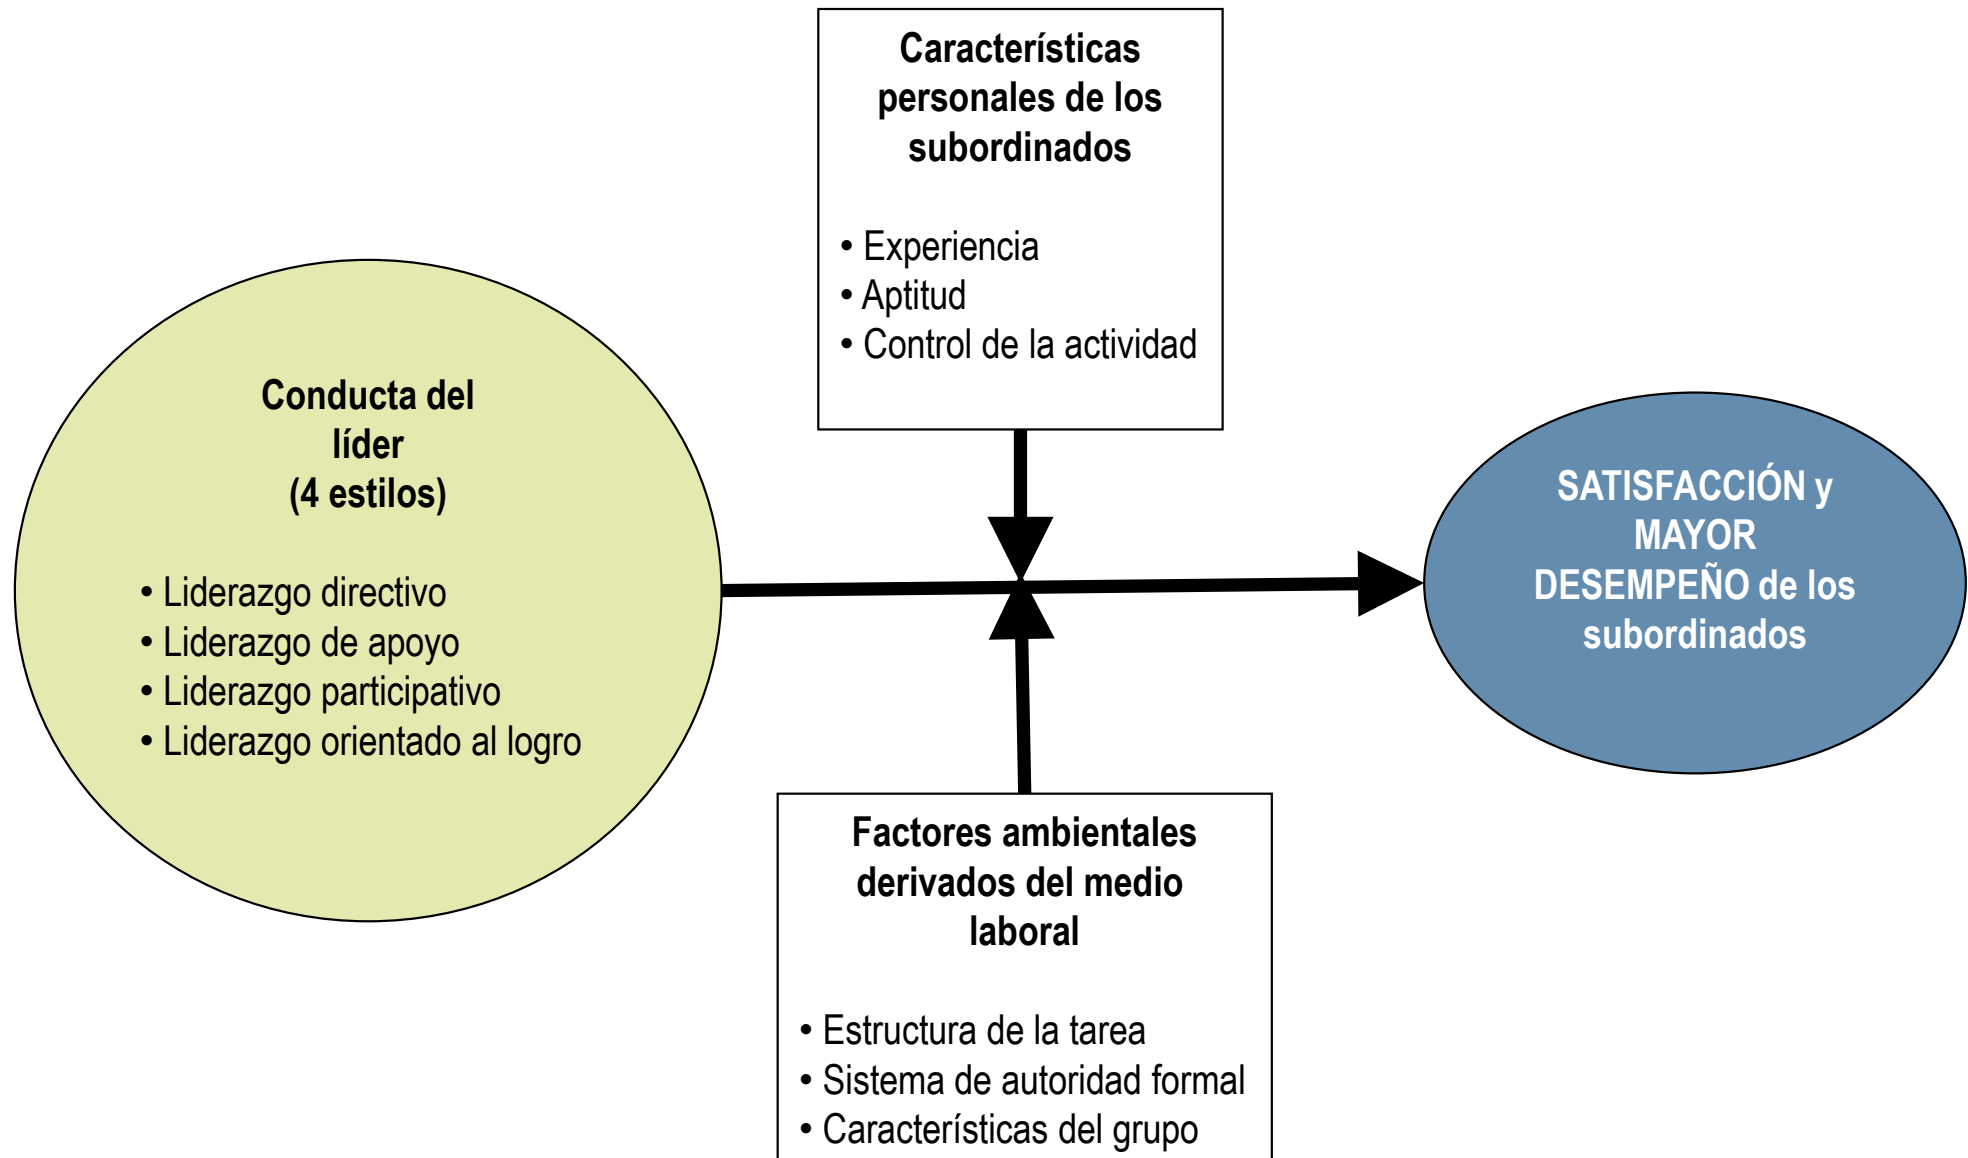 Características
personales de los
subordinados
• Experiencia
• Aptitud
• Control de la actividad
Conducta del
líder
(4 estilos)
• Liderazgo directivo
• Liderazgo de apoyo
• Liderazgo participativo
• Liderazgo orientado al logro
SATISFACCIÓN y
MAYOR
DESEMPEÑO de los
subordinados
Factores ambientales
derivados del medio
laboral
• Estructura de la tarea
• Sistema de autoridad formal
• Características del grupo